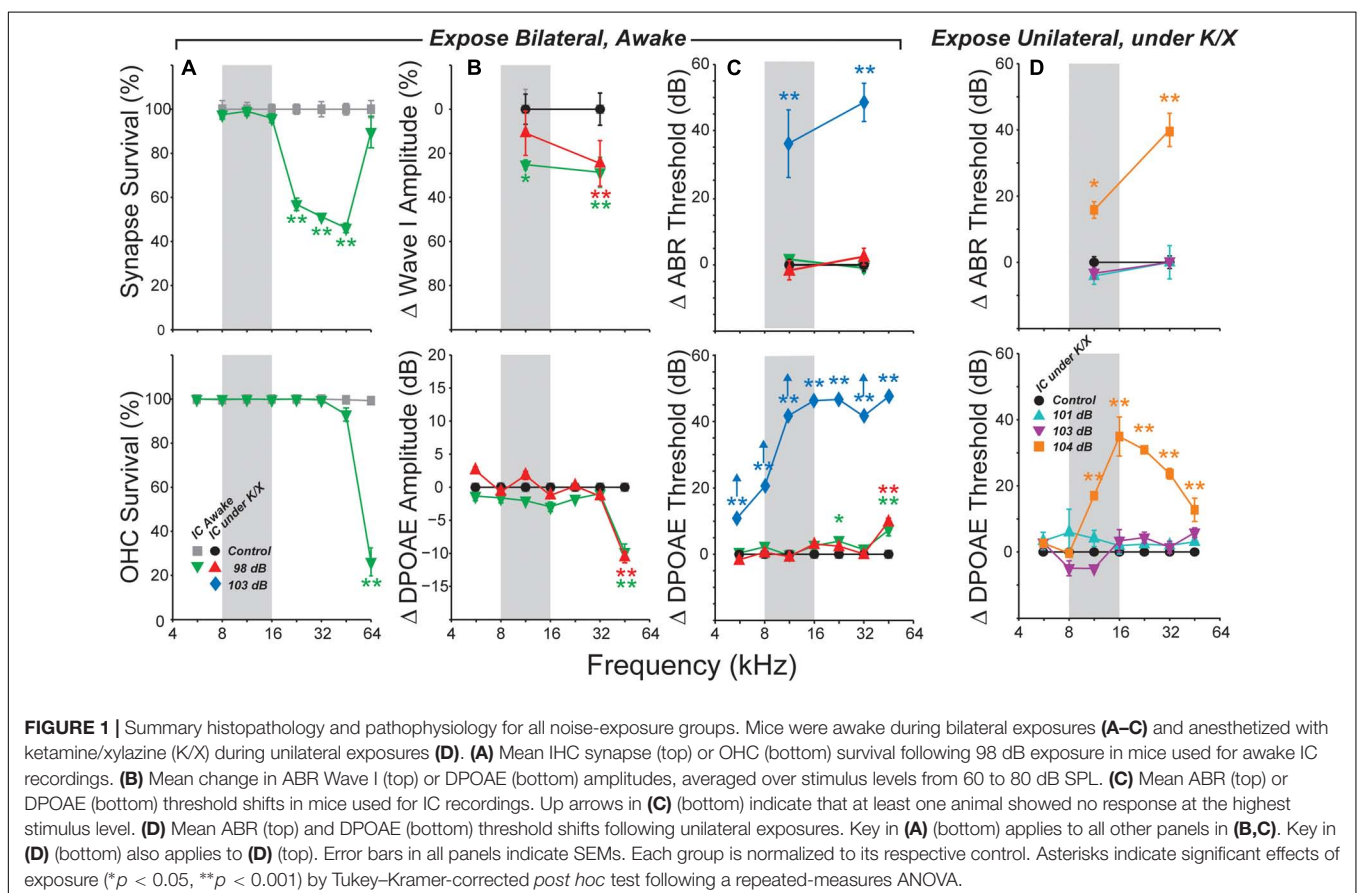 Expose Bilateral, Awake
Expose Unilateral, under K/X
A
B
C
D
Synapse Survival (%)
100
80
60
40
20
0
Δ Wave I Amplitude (%)
0
20
40
60
80
Δ ABR Threshold (dB)
60
40
20
0
Δ ABR Threshold (dB)
60
40
20
0
** ** **
*
**
**
** **
* **
OHC Survival (%)
100
80
60
40
20
0
4 8 16 32 64
IC Awake
IC under K/X
Control
98 dB
103 dB
**
Δ DPOAE Amplitude (dB)
20
15
10
5
0
−5
−10
−15
4 8 16 32 64
**
**
Δ DPOAE Threshold (dB)
60
40
20
0
4 8 16 32 64
** ** ** ** ** ** **
*
**
**
Δ DPOAE Threshold (dB)
60
40
20
0
4 8 16 32 64
IC under K/X
Control
101 dB
103 dB
104 dB
** ** ** ** **
Frequency (kHz)
FIGURE 1 | Summary histopathology and pathophysiology for all noise-exposure groups. Mice were awake during bilateral exposures (A–C) and anesthetized with
ketamine/xylazine (K/X) during unilateral exposures (D). (A) Mean IHC synapse (top) or OHC (bottom) survival following 98 dB exposure in mice used for awake IC
recordings. (B) Mean change in ABR Wave I (top) or DPOAE (bottom) amplitudes, averaged over stimulus levels from 60 to 80 dB SPL. (C) Mean ABR (top) or
DPOAE (bottom) threshold shifts in mice used for IC recordings. Up arrows in (C) (bottom) indicate that at least one animal showed no response at the highest
stimulus level. (D) Mean ABR (top) and DPOAE (bottom) threshold shifts following unilateral exposures. Key in (A) (bottom) applies to all other panels in (B,C). Key in
(D) (bottom) also applies to (D) (top). Error bars in all panels indicate SEMs. Each group is normalized to its respective control. Asterisks indicate significant effects of
exposure (*p < 0.05, **p < 0.001) by Tukey–Kramer-corrected post hoc test following a repeated-measures ANOVA.